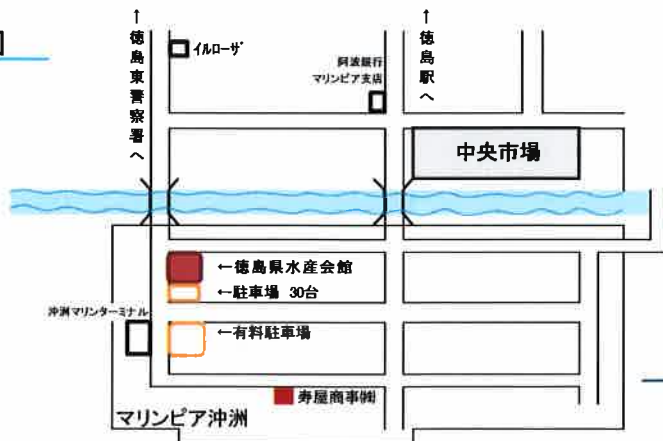 ↑徳島東警察署へ
イルローザ
阿波銀行
マリンピア支店
↑徳島駅へ
中央市場
←徳島県水産会館
←駐車場 30台
沖洲マリンターミナル
←有料駐車場
寿屋商事㈱
マリンピア沖洲